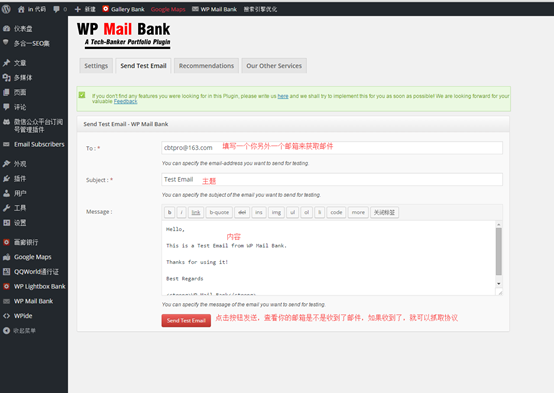 in 代码 0 新建 Gallery Bank Google Maps WP Mail Bank 搜索引擎优化
仪表盘
多合一SEO集
文章
多媒体
页面
评论
微信公众平台订阅号管理插件
Email Subscribers
外观
插件
用户
工具
设置
画廊银行
Google Maps
QQWorld通行证
WP Lightbox Bank
WP Mail Bank
WPide
收起菜单
WP Mail Bank
A Tech-Banker Portfolio Plugin
Settings Send Test Email Recommendations Our Other Services
If you don't find any features you were looking for in this Plugin, please write us here and we shall try to implement this for you as soon as possible! We are looking forward for your
valuable Feedback
Send Test Email - WP Mail Bank
To : * cbtpro@163.com 填写一个你另外一个邮箱来获取邮件
You can specify the email-address you want to send for testing.
Subject : * Test Email 主题
You can specify the subject of the email you want to send for testing.
Message : b i link b-quote del ins img ul ol li code more 关闭标签
Hello,
内容
This is a Test Email from WP Mail Bank.
Thanks for using it!
Best Regards
You can specify the message of the email you want to send for testing.
Send Test Email 点击按钮发送，查看你的邮箱是不是收到了邮件，如果收到了，就可以抓取协议